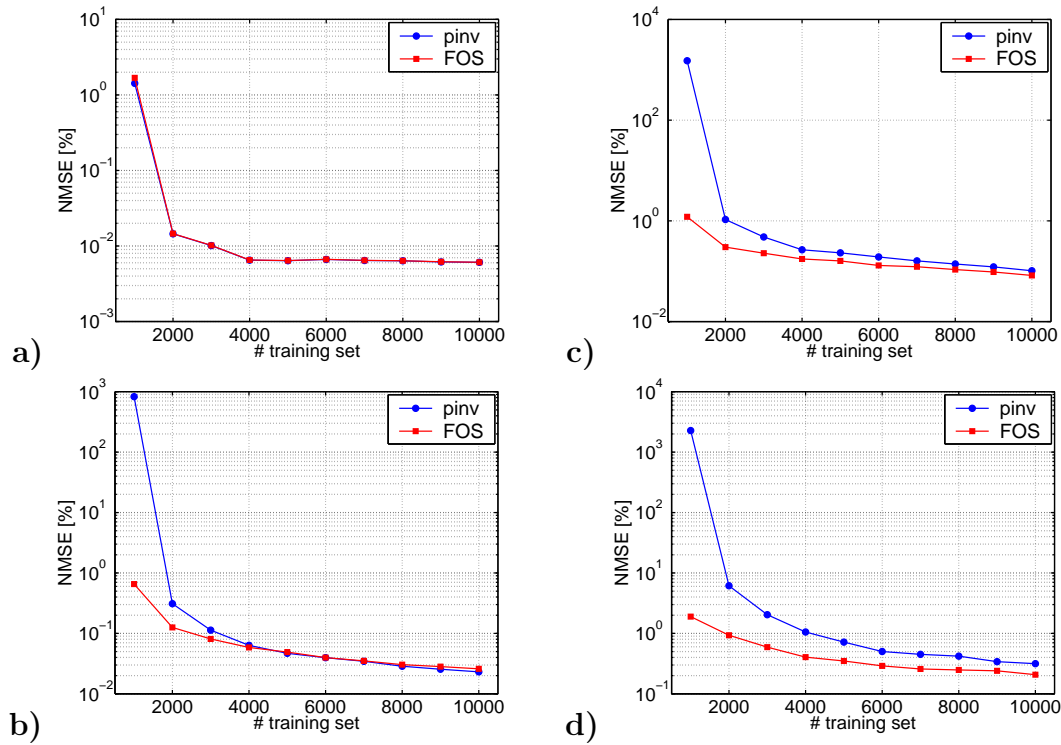 10^1
10^0
10^−1
10^−2
10^−3
NMSE [%]
pinv
FOS
2000 4000 6000 8000 10000
# training set
a)
10^4
10^2
10^0
10^−2
NMSE [%]
pinv
FOS
2000 4000 6000 8000 10000
# training set
c)
10^3
10^2
10^1
10^0
10^−1
10^−2
NMSE [%]
pinv
FOS
2000 4000 6000 8000 10000
# training set
b)
10^4
10^3
10^2
10^1
10^0
10^−1
NMSE [%]
pinv
FOS
2000 4000 6000 8000 10000
# training set
d)